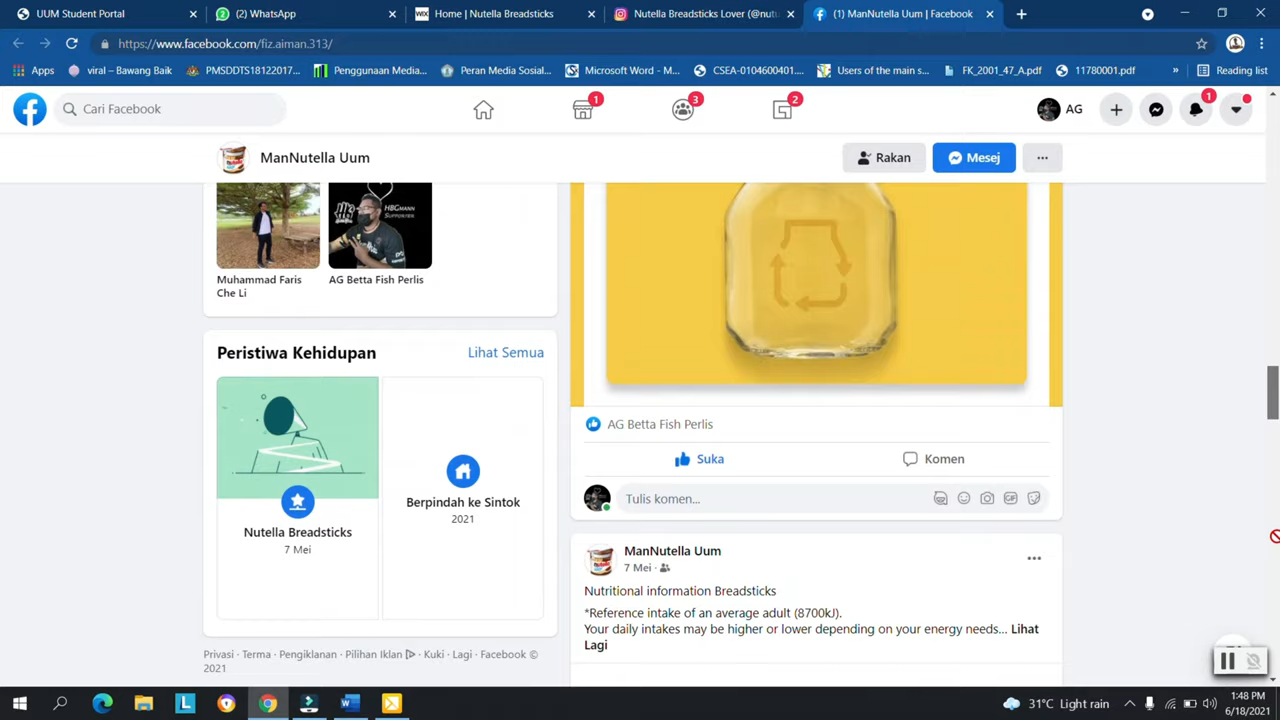 UUM Student Portal
(2) WhatsApp
Home | Nutella Breadsticks
Nutella Breadsticks Lover (@nut
(1) ManNutella Uum | Facebook
https://www.facebook.com/fiz.aiman.313/
Apps
viral – Bawang Baik
PMSDDTS18122017...
Penggunaan Media...
Peran Media Sosial...
Microsoft Word - M...
CSEA-0104600401....
Users of the main s...
FK_2001_47_A.pdf
11780001.pdf
»
Reading list
Cari Facebook
1
3
2
AG
1
ManNutella Uum
Rakan
Mesej
HBGmann
Supporter
Muhammad Faris
Che Li
AG Betta Fish Perlis
Peristiwa Kehidupan
Lihat Semua
Nutella Breadsticks
7 Mei
Berpindah ke Sintok
2021
Privasi · Terma · Pengiklanan · Pilihan Iklan · Kuki · Lagi · Facebook ©
2021
AG Betta Fish Perlis
Suka
Komen
Tulis komen...
GIF
ManNutella Uum
7 Mei ·
Nutritional information Breadsticks
*Reference intake of an average adult (8700kJ).
Your daily intakes may be higher or lower depending on your energy needs... Lihat
Lagi
31°C Light rain
1:48 PM
6/18/2021